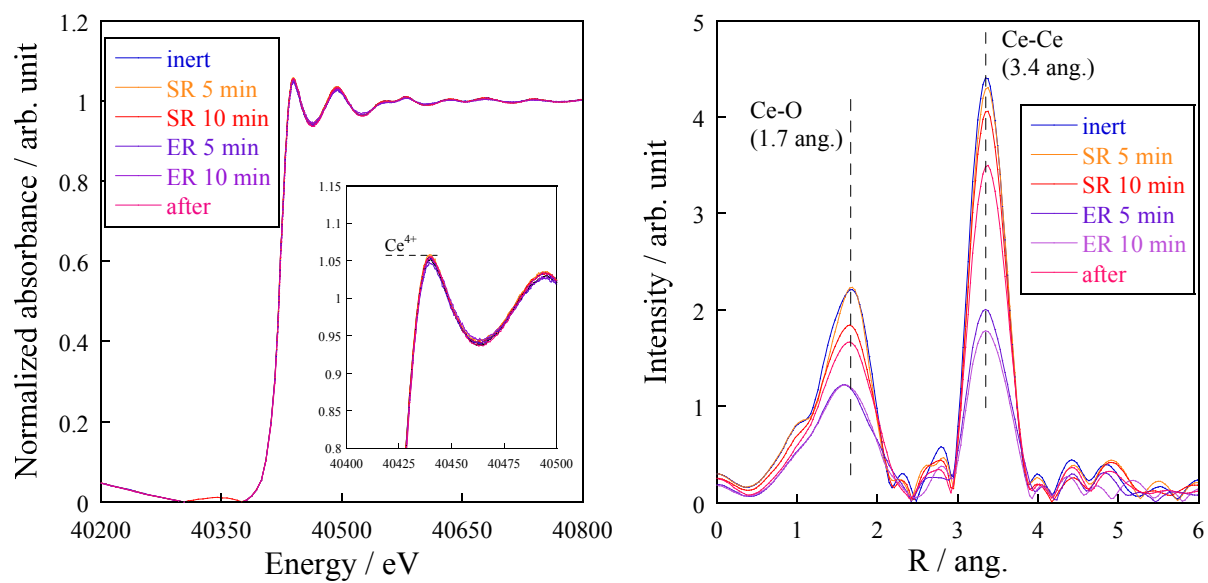 Normalized absorbance / arb. unit
1.2
1
0.8
0.6
0.4
0.2
0
inert
SR 5 min
SR 10 min
ER 5 min
ER 10 min
after
1.15
1.1
1.05
1
0.95
0.9
0.85
0.8
Ce⁴⁺
40400
40425
40450
40475
40500
40200
40350
40500
40650
40800
Energy / eV
Intensity / arb. unit
5
4
3
2
1
0
Ce-O
(1.7 ang.)
Ce-Ce
(3.4 ang.)
inert
SR 5 min
SR 10 min
ER 5 min
ER 10 min
after
0
1
2
3
4
5
6
R / ang.